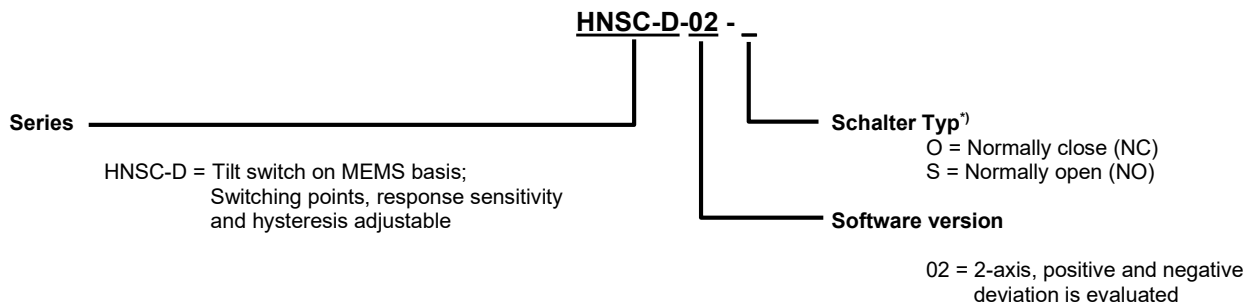 HNSC-D-02 - _
Series
HNSC-D = Tilt switch on MEMS basis;
Switching points, response sensitivity
and hysteresis adjustable
Schalter Typ*)
O = Normally close (NC)
S = Normally open (NO)
Software version
02 = 2-axis, positive and negative
deviation is evaluated